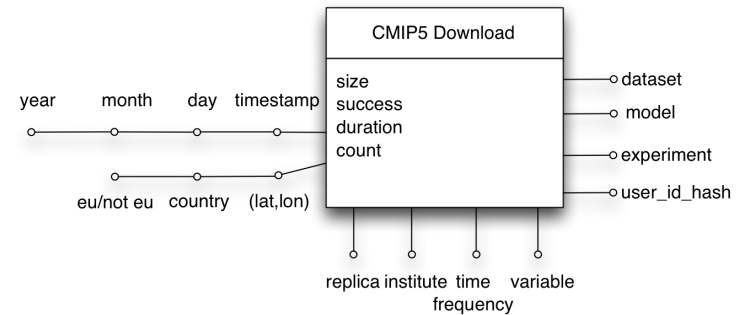 CMIP5 Download
size
success
duration
count
year month day timestamp
eu/not eu country (lat,lon)
dataset
model
experiment
user_id_hash
replica institute time variable
frequency